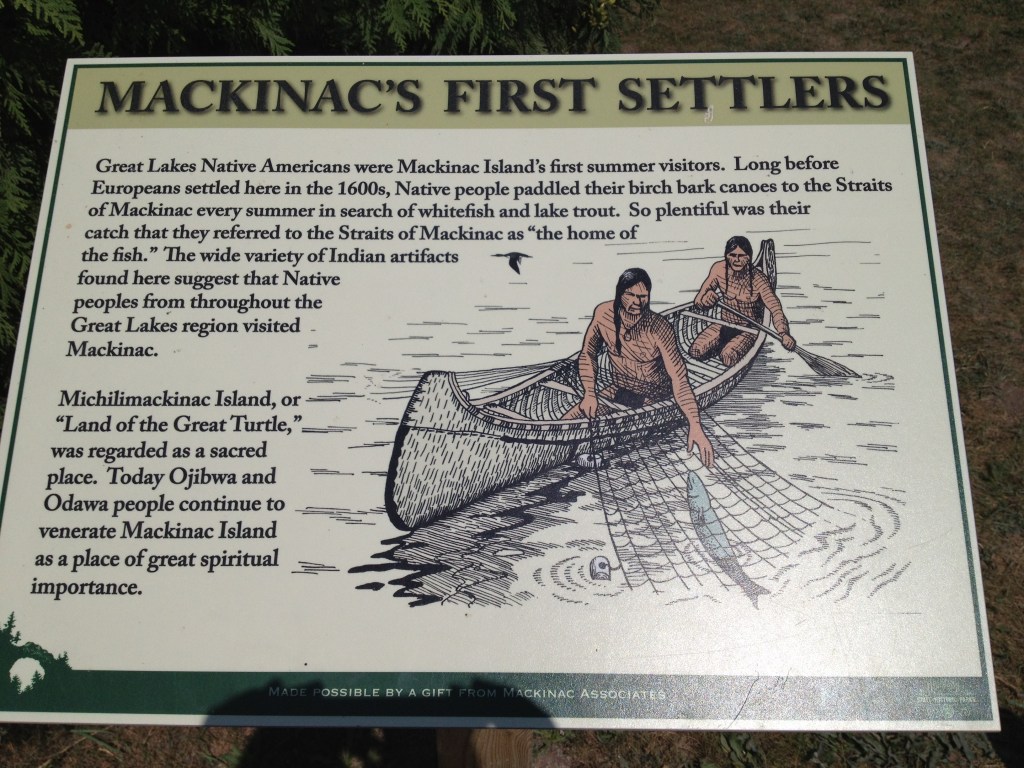 MACKINAC'S FIRST SETTLERS
Great Lakes Native Americans were Mackinac Island's first summer visitors. Long before
Europeans settled here in the 1600s, Native people paddled their birch bark canoes to the Straits
of Mackinac every summer in search of whitefish and lake trout. So plentiful was their
catch that they referred to the Straits of Mackinac as "the home of
the fish." The wide variety of Indian artifacts
found here suggest that Native
peoples from throughout the
Great Lakes region visited
Mackinac.
Michilimackinac Island, or
"Land of the Great Turtle,"
was regarded as a sacred
place. Today Ojibwa and
Odawa people continue to
venerate Mackinac Island
as a place of great spiritual
importance.
MADE POSSIBLE BY A GIFT FROM MACKINAC ASSOCIATES